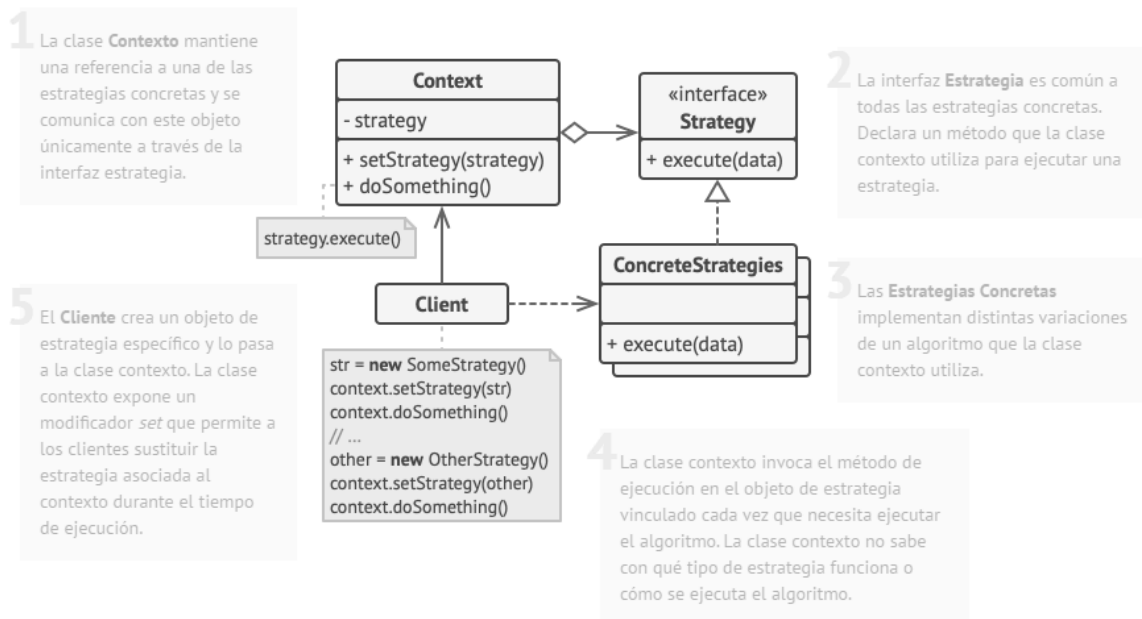 1
La clase Contexto mantiene
una referencia a una de las
estrategias concretas y se
comunica con este objeto
únicamente a través de la
interfaz estrategia.
Context
- strategy
+ setStrategy(strategy)
+ doSomething()
strategy.execute()
«interface»
Strategy
+ execute(data)
2
La interfaz Estrategia es común a
todas las estrategias concretas.
Declara un método que la clase
contexto utiliza para ejecutar una
estrategia.
ConcreteStrategies
+ execute(data)
3
Las Estrategias Concretas
implementan distintas variaciones
de un algoritmo que la clase
contexto utiliza.
Client
str = new SomeStrategy()
context.setStrategy(str)
context.doSomething()
// ...
other = new OtherStrategy()
context.setStrategy(other)
context.doSomething()
4
La clase contexto invoca el método de
ejecución en el objeto de estrategia
vinculado cada vez que necesita ejecutar
el algoritmo. La clase contexto no sabe
con qué tipo de estrategia funciona o
cómo se ejecuta el algoritmo.
5
El Cliente crea un objeto de
estrategia específico y lo pasa
a la clase contexto. La clase
contexto expone un
modificador set que permite a
los clientes sustituir la
estrategia asociada al
contexto durante el tiempo
de ejecución.